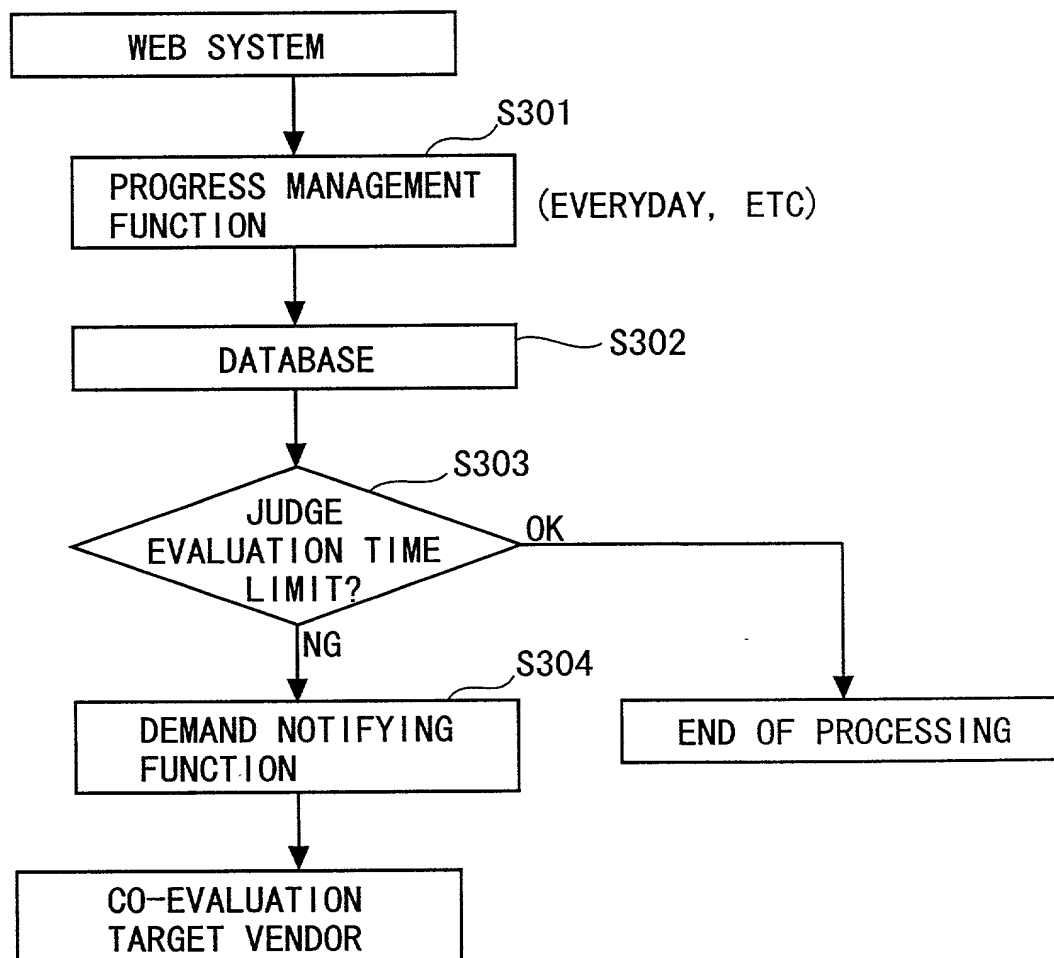 WEB SYSTEM
S301
PROGRESS MANAGEMENT
FUNCTION
(EVERYDAY, ETC)
DATABASE
S302
S303
JUDGE
EVALUATION TIME
LIMIT?
OK
NG
S304
DEMAND NOTIFYING
FUNCTION
END OF PROCESSING
CO-EVALUATION
TARGET VENDOR